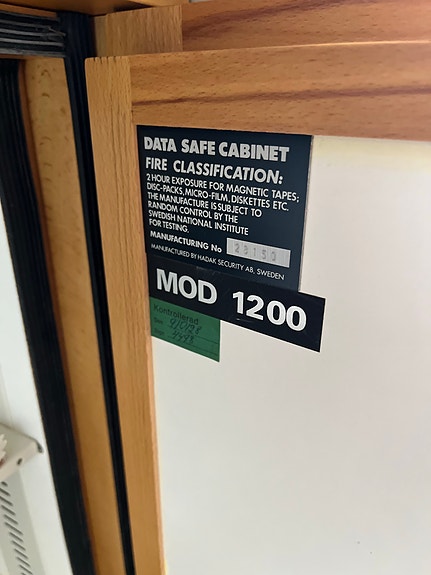 DATA SAFE CABINET
FIRE CLASSIFICATION:
2 HOUR EXPOSURE FOR MAGNETIC TAPES;
DISC-PACKS, MICRO-FILM, DISKETTES ETC.
THE MANUFACTURE IS SUBJECT TO
RANDOM CONTROL BY THE
SWEDISH NATIONAL INSTITUTE
FOR TESTING.
MANUFACTURING No
MANUFACTURED BY HADAK SECURITY AB, SWEDEN
MOD 1200
Kontrollerad